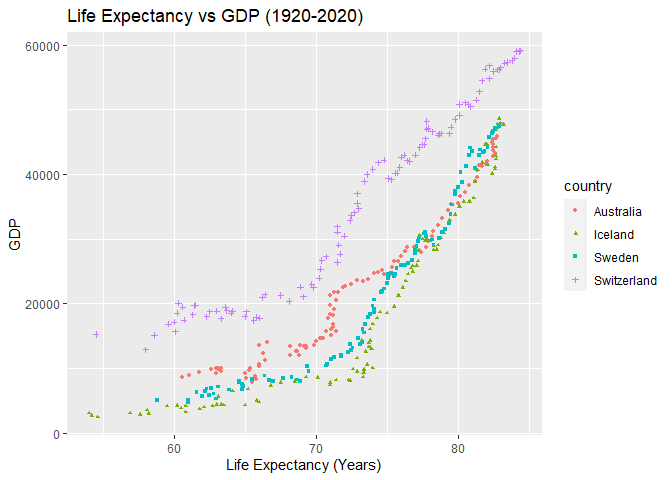 Life Expectancy vs GDP (1920-2020)
60000
40000
20000
0
GDP
60
70
80
Life Expectancy (Years)
country
Australia
Iceland
Sweden
Switzerland